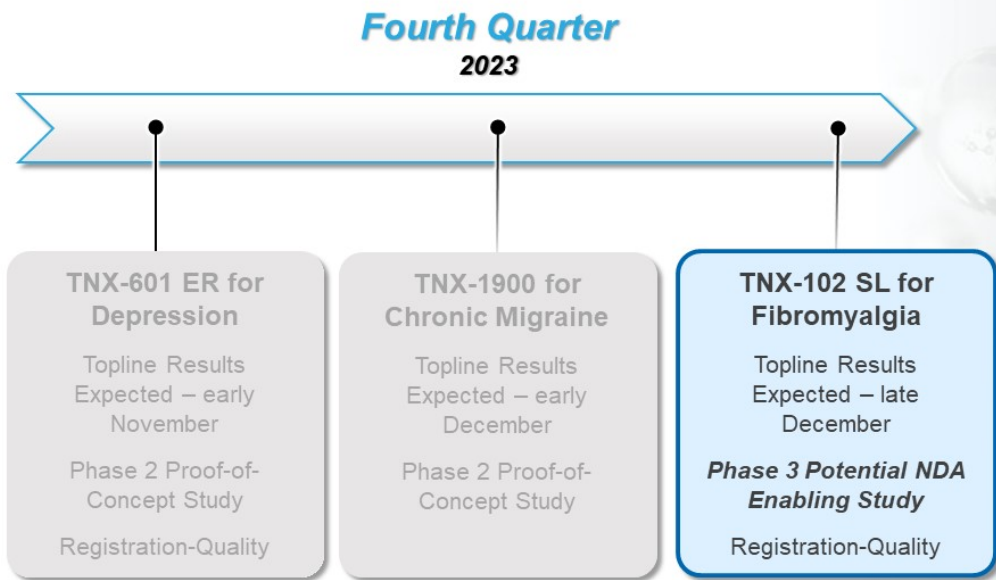 Fourth Quarter
2023
TNX-601 ER for
Depression
Topline Results
Expected – early
November
Phase 2 Proof-of-
Concept Study
Registration-Quality
TNX-1900 for
Chronic Migraine
Topline Results
Expected – early
December
Phase 2 Proof-of-
Concept Study
TNX-102 SL for
Fibromyalgia
Topline Results
Expected – late
December
Phase 3 Potential NDA
Enabling Study
Registration-Quality